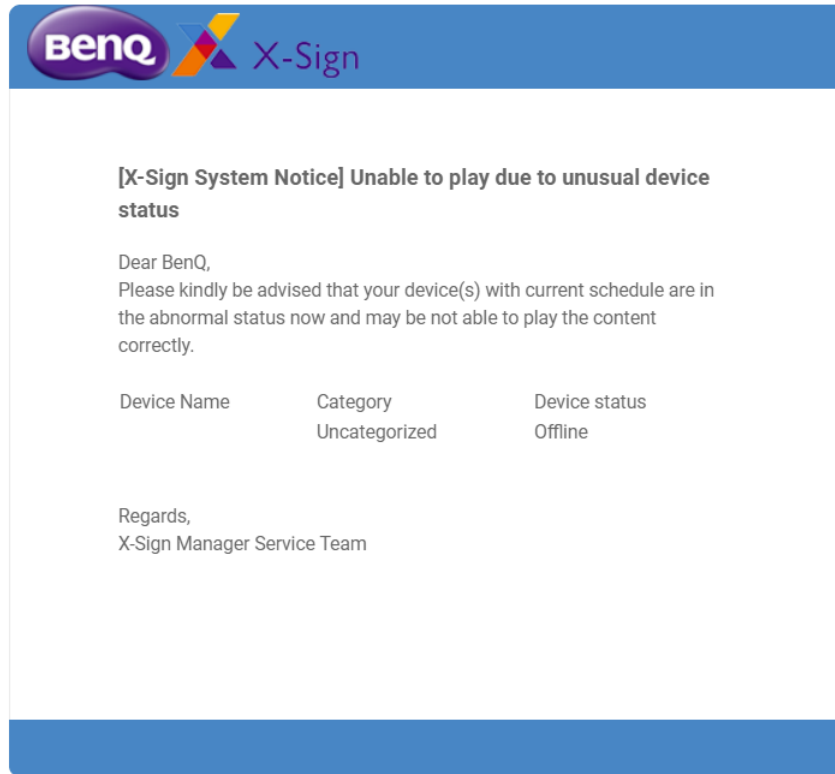 BenQ X-Sign
[X-Sign System Notice] Unable to play due to unusual device
status
Dear BenQ,
Please kindly be advised that your device(s) with current schedule are in
the abnormal status now and may be not able to play the content
correctly.
Device Name Category Device status
Uncategorized Offline
Regards,
X-Sign Manager Service Team